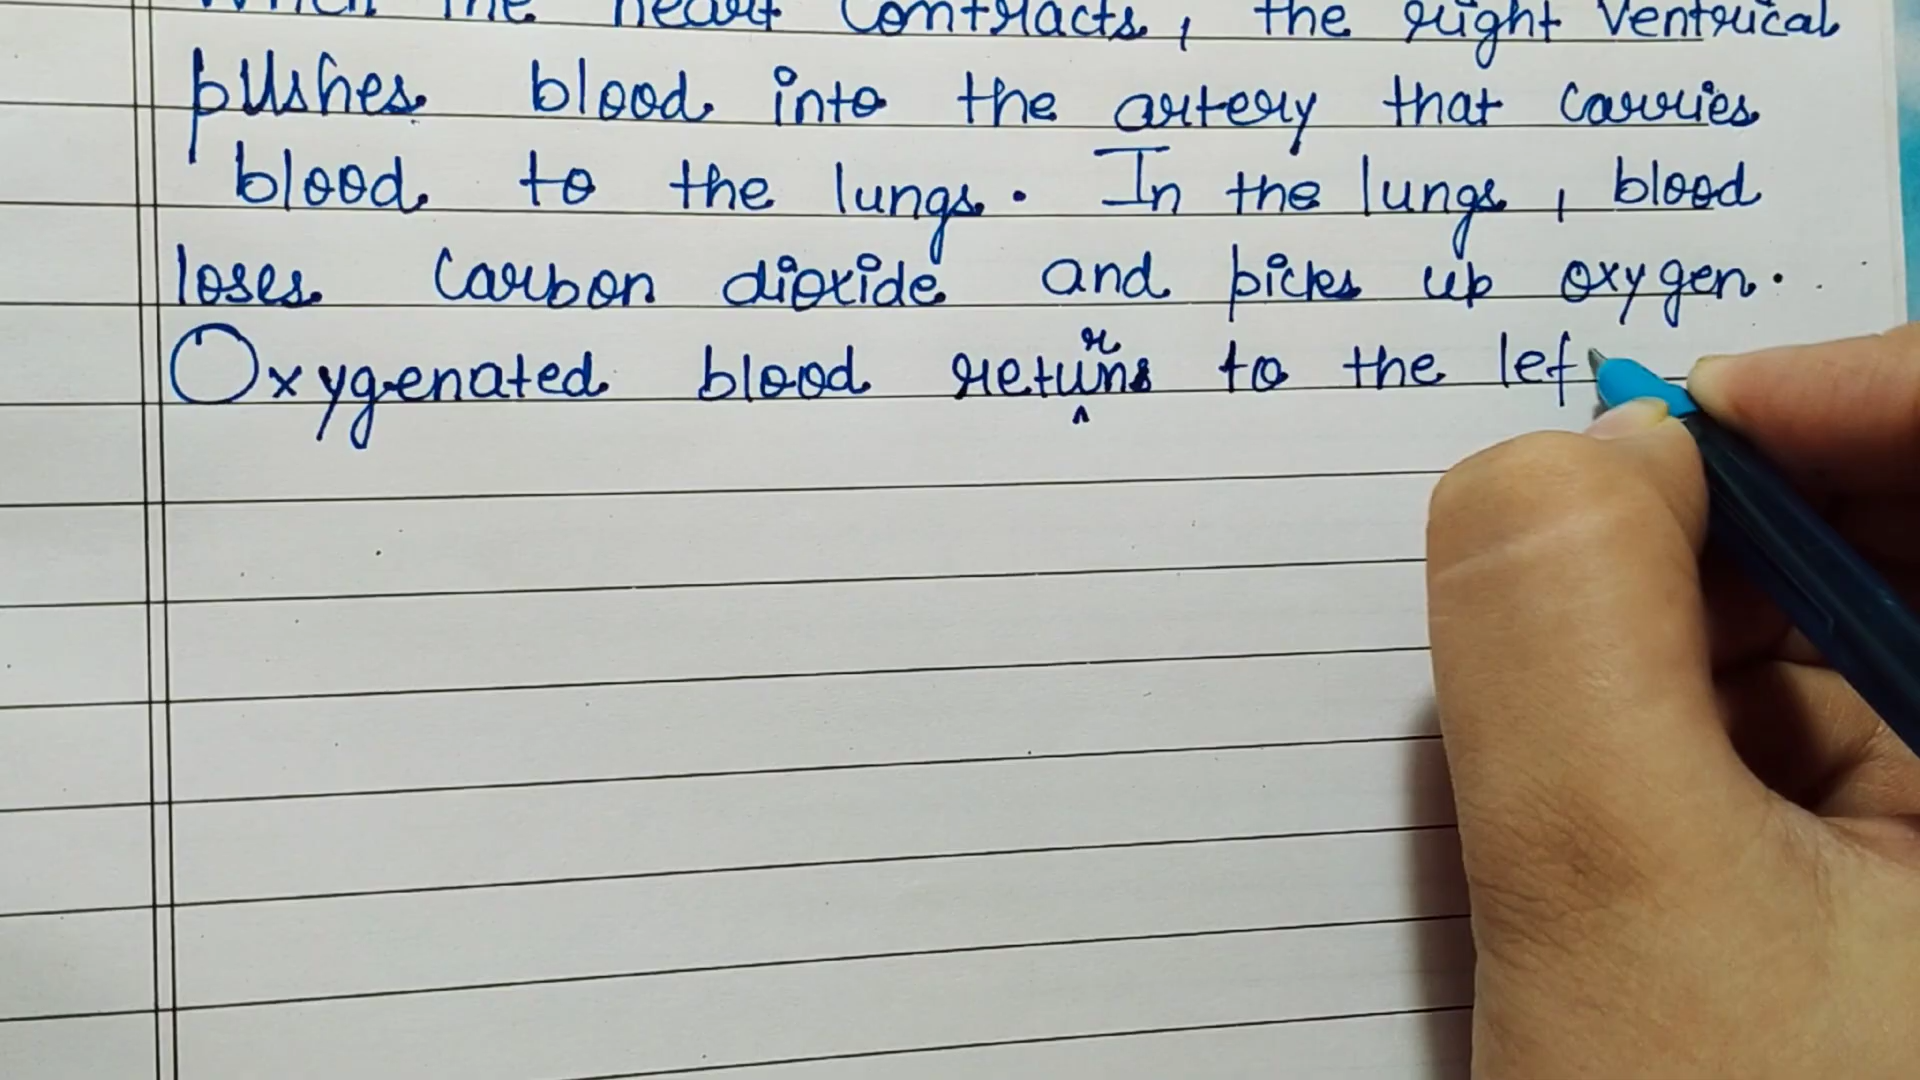 When the heart contracts, the right ventrical
pushes blood into the artery that carries
blood to the lungs. In the lungs, blood
loses carbon dioxide and picks up oxygen.
Oxygenated blood returns to the lef